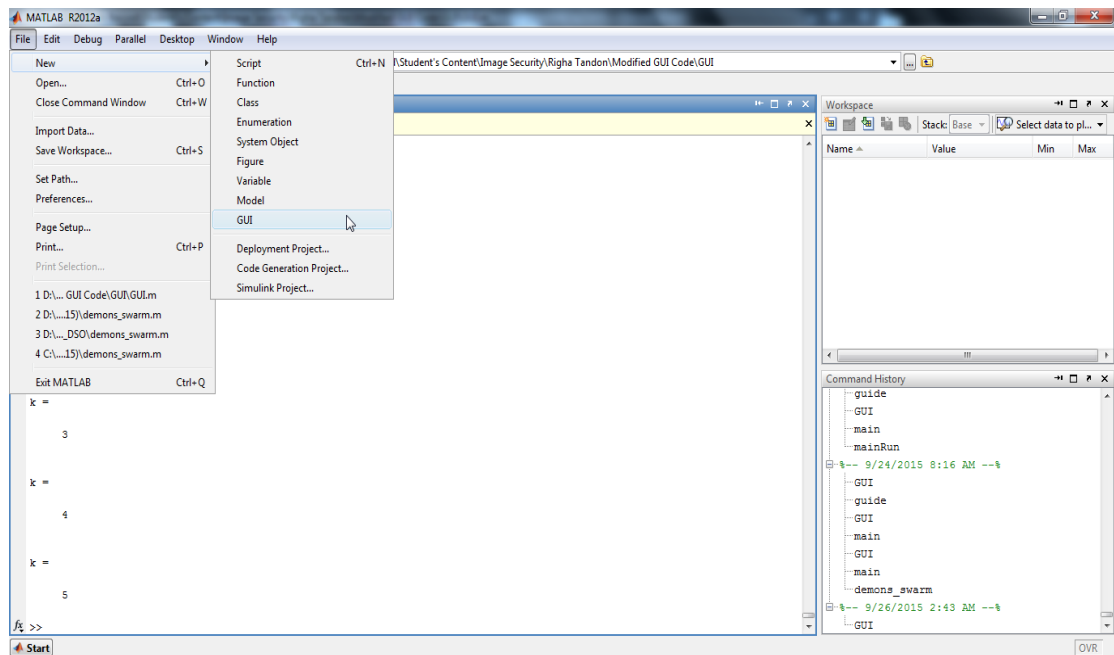 MATLAB R2012a
File Edit Debug Parallel Desktop Window Help
New
Open... Ctrl+O
Close Command Window Ctrl+W
Import Data...
Save Workspace... Ctrl+S
Set Path...
Preferences...
Page Setup...
Print... Ctrl+P
Print Selection...
1 D:\... GUI Code\GUI\GUI.m
2 D:\....15)\demons_swarm.m
3 D:\..._DSO\demons_swarm.m
4 C:\....15)\demons_swarm.m
Exit MATLAB Ctrl+Q
Script Ctrl+N
Function
Class
Enumeration
System Object
Figure
Variable
Model
GUI
Deployment Project...
Code Generation Project...
Simulink Project...
\Student's Content\Image Security\Righa Tandon\Modified GUI Code\GUI
k =
3
k =
4
k =
5
fx >>
Workspace
Stack: Base Select data to pl...
Name Value Min Max
Command History
guide
GUI
main
mainRun
%-- 9/24/2015 8:16 AM --%
GUI
guide
GUI
main
GUI
main
demons_swarm
%-- 9/26/2015 2:43 AM --%
GUI
Start
OVR